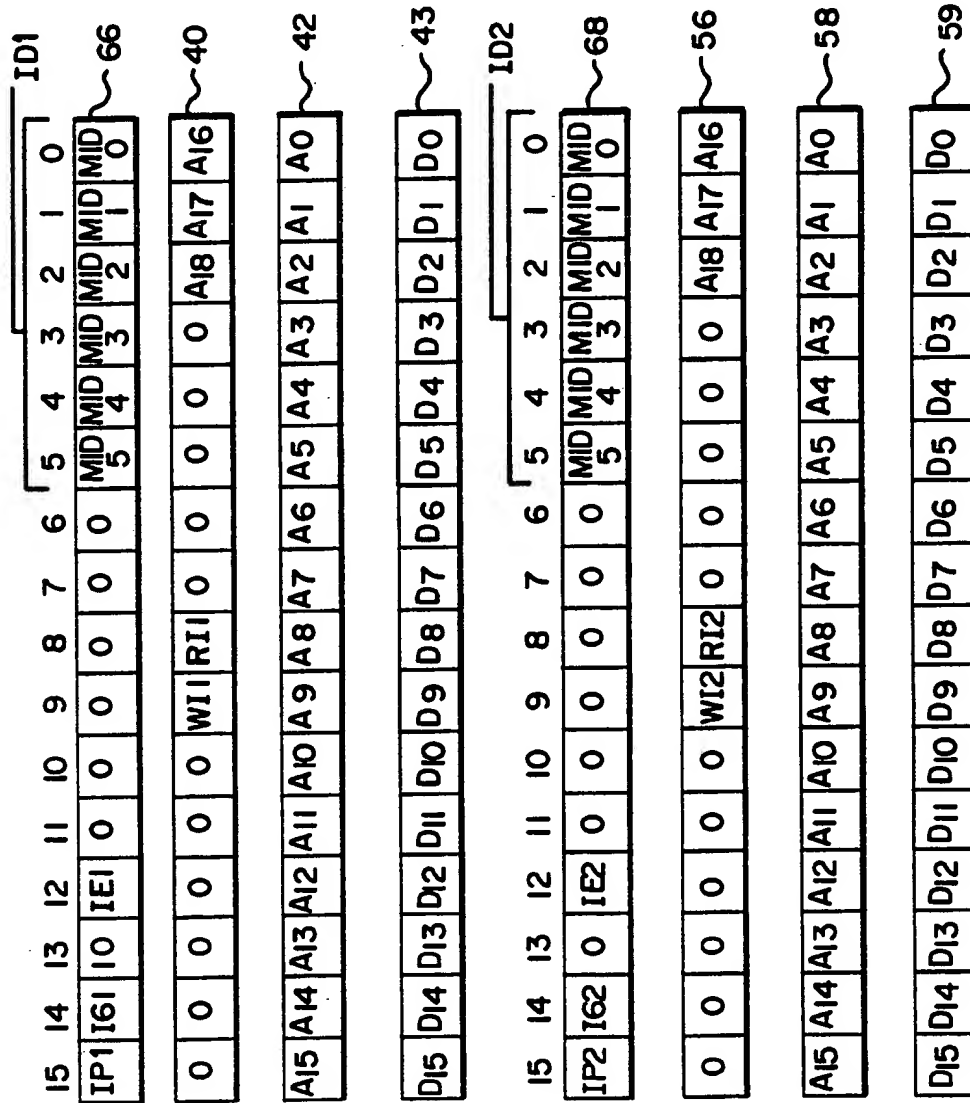 ID1
15 14 13 12 11 10 9 8 7 6 5 4 3 2 1 0
IP1 161 10 IE1 0 0 0 0 0 0 MID 5 MID 4 MID 3 MID 2 MID 1 MID 0 66
0 0 0 0 0 0 WI1 RI1 0 0 0 0 0 A18 A17 A16 40
A15 A14 A13 A12 A11 A10 A9 A8 A7 A6 A5 A4 A3 A2 A1 A0 42
D15 D14 D13 D12 D11 D10 D9 D8 D7 D6 D5 D4 D3 D2 D1 D0 43
ID2
15 14 13 12 11 10 9 8 7 6 5 4 3 2 1 0
IP2 162 0 IE2 0 0 0 0 0 0 MID 5 MID 4 MID 3 MID 2 MID 1 MID 0 68
0 0 0 0 0 0 WI2 RI2 0 0 0 0 0 A18 A17 A16 56
A15 A14 A13 A12 A11 A10 A9 A8 A7 A6 A5 A4 A3 A2 A1 A0 58
D15 D14 D13 D12 D11 D10 D9 D8 D7 D6 D5 D4 D3 D2 D1 D0 59